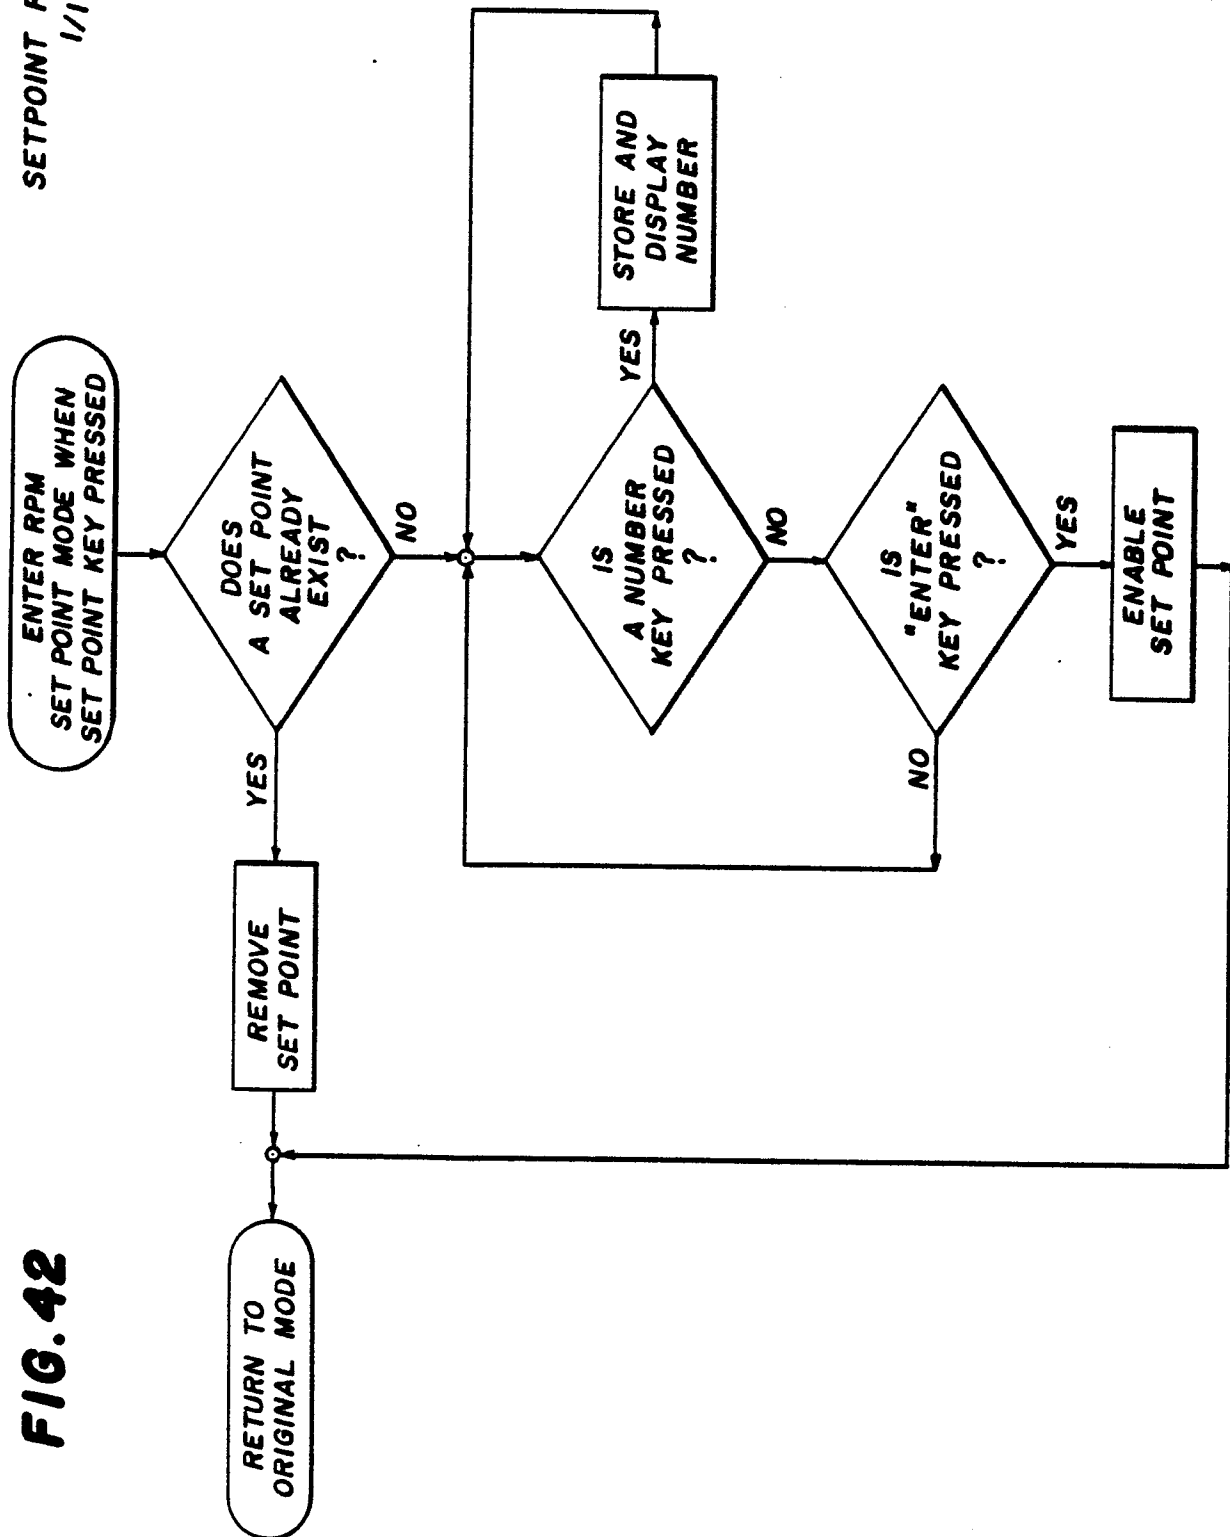 FIG. 42
SETPOINT
1/1
ENTER RPM
SET POINT MODE WHEN
SET POINT KEY PRESSED
DOES
A SET POINT
ALREADY
EXIST
?
YES
NO
REMOVE
SET POINT
RETURN TO
ORIGINAL MODE
IS
A NUMBER
KEY PRESSED
?
YES
NO
STORE AND
DISPLAY
NUMBER
IS
"ENTER"
KEY PRESSED
?
NO
YES
ENABLE
SET POINT